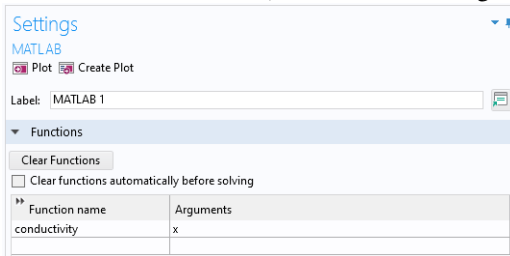 Settings
MATLAB
Plot Create Plot
Label: MATLAB 1
Functions
Clear Functions
Clear functions automatically before solving
Function name Arguments
conductivity x